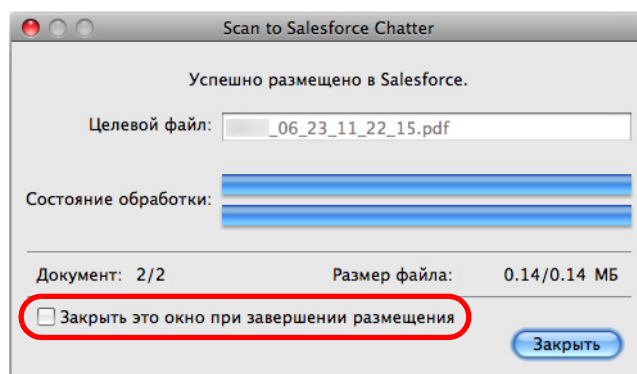 Scan to Salesforce Chatter
Успешно размещено в Salesforce.
Целевой файл: _06_23_11_22_15.pdf
Состояние обработки:
Документ: 2/2 Размер файла: 0.14/0.14 МБ
Закрыть это окно при завершении размещения
Закрыть